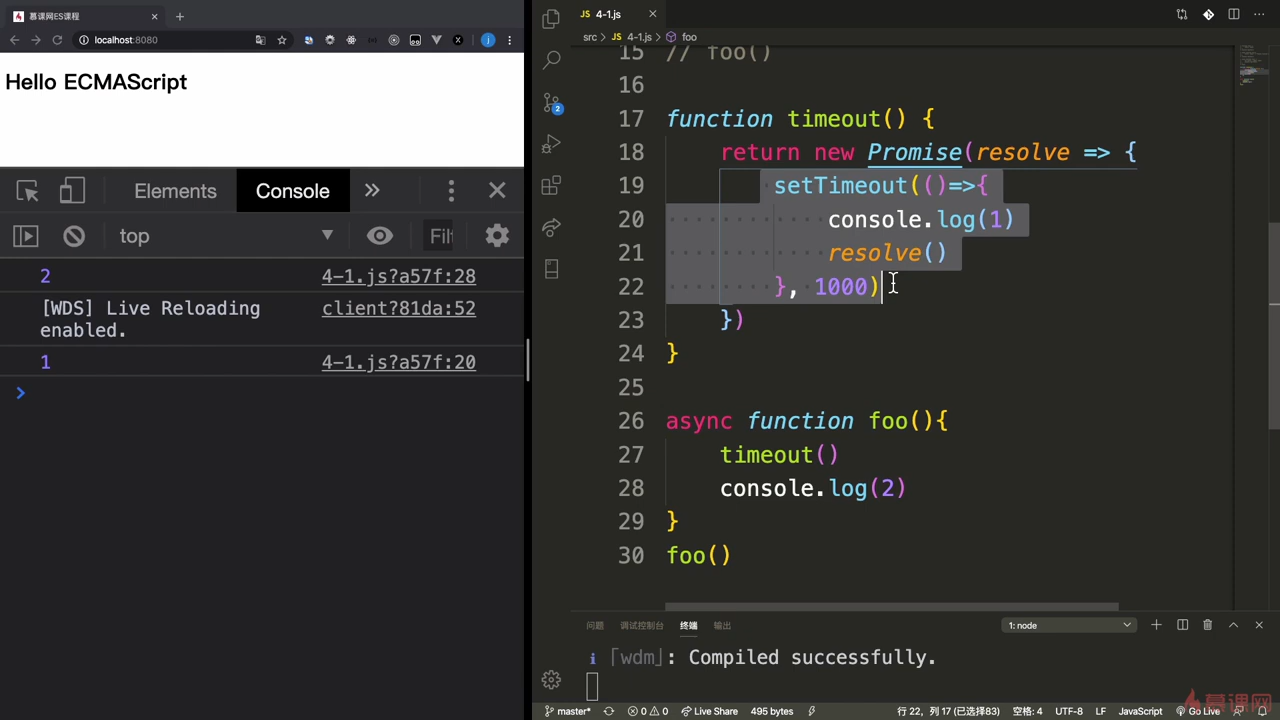 慕课网ES课程
localhost:8080
Hello ECMAScript
Elements
Console
top
Filt
2 4-1.js?a57f:28
[WDS] Live Reloading enabled. client?81da:52
1 4-1.js?a57f:20
4-1.js
src > JS 4-1.js > foo
15 // foo()
16
17 function timeout() {
18 return new Promise(resolve => {
19 setTimeout(()=>{
20 console.log(1)
21 resolve()
22 }, 1000)
23 })
24 }
25
26 async function foo(){
27 timeout()
28 console.log(2)
29 }
30 foo()
问题 调试控制台 终端 输出
1: node
i ｢wdm｣: Compiled successfully.
master* 0 0 Live Share 495 bytes
行 22，列 17 (已选择83) 空格: 4 UTF-8 LF JavaScript Go Live
慕课网